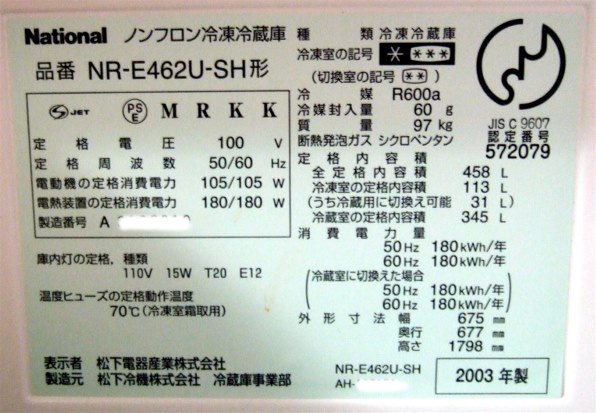 National ノンフロン冷凍冷蔵庫
品番 NR-E462U-SH形
JET PSE M R K K
定格電圧 100 V
定格周波数 50/60 Hz
電動機の定格消費電力 105/105 W
電熱装置の定格消費電力 180/180 W
製造番号 A
庫内灯の定格，種類
110V 15W T20 E12
温度ヒューズの定格動作温度
70℃(冷凍室霜取用)
表示者 松下電器産業株式会社
製造元 松下冷機株式会社 冷蔵庫事業部
種類 冷凍冷蔵庫
冷凍室の記号 * ***
(切換室の記号 **)
冷媒 R600a
冷媒封入量 60 g
質量 97 kg
断熱発泡ガス シクロペンタン
定格内容積
全定格内容積 458 L
冷凍室の定格内容積 113 L
(うち冷蔵用に切換え可能 31 L)
冷蔵室の定格内容積 345 L
消費電力量
50Hz 180kWh/年
60Hz 180kWh/年
(冷蔵室に切換えた場合
50Hz 180kWh/年
60Hz 180kWh/年)
外形寸法 幅 675 mm
奥行 677 mm
高さ 1798 mm
JIS C 9607
認定番号
572079
NR-E462U-SH
AH-
2003年製